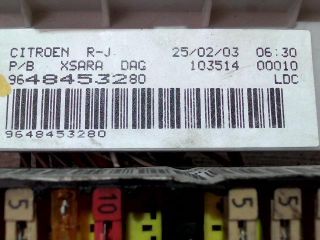 CITROEN R-J 25/02/03 06:30
P/B XSARA DAG 103514 00010
9648453280 LDC
9648453280
5 10 5 5